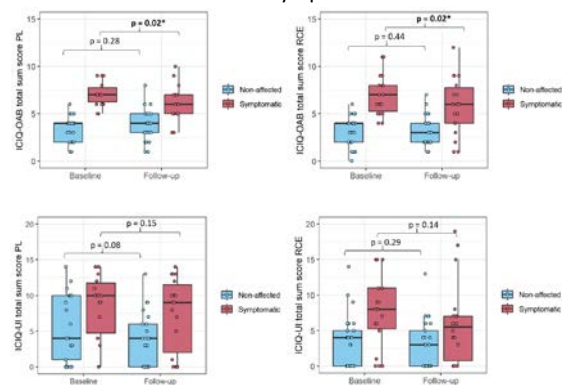 ICIQ-OAB total sum score PL
15
10
5
0
p = 0.02*
p = 0.28
Baseline
Follow-up
Non-affected
Symptomatic
ICIQ-OAB total sum score RCE
15
10
5
0
p = 0.02*
p = 0.44
Baseline
Follow-up
Non-affected
Symptomatic
ICIQ-UI total sum score PL
20
15
10
5
0
p = 0.15
p = 0.08
Baseline
Follow-up
Non-affected
Symptomatic
ICIQ-UI total sum score RCE
20
15
10
5
0
p = 0.14
p = 0.29
Baseline
Follow-up
Non-affected
Symptomatic